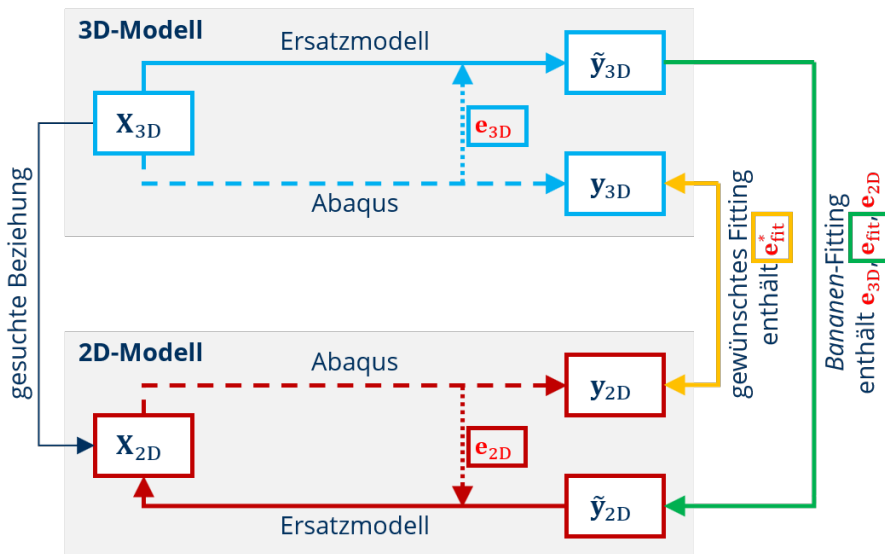 3D-Modell
Ersatzmodell
ỹ₃D
X₃D
e₃D
y₃D
Abaqus
gesuchte Beziehung
gewünschtes Fitting
enthält e*fit
Bananen-Fitting
enthält e₃D, efit, e₂D
2D-Modell
Abaqus
y₂D
X₂D
e₂D
ỹ₂D
Ersatzmodell